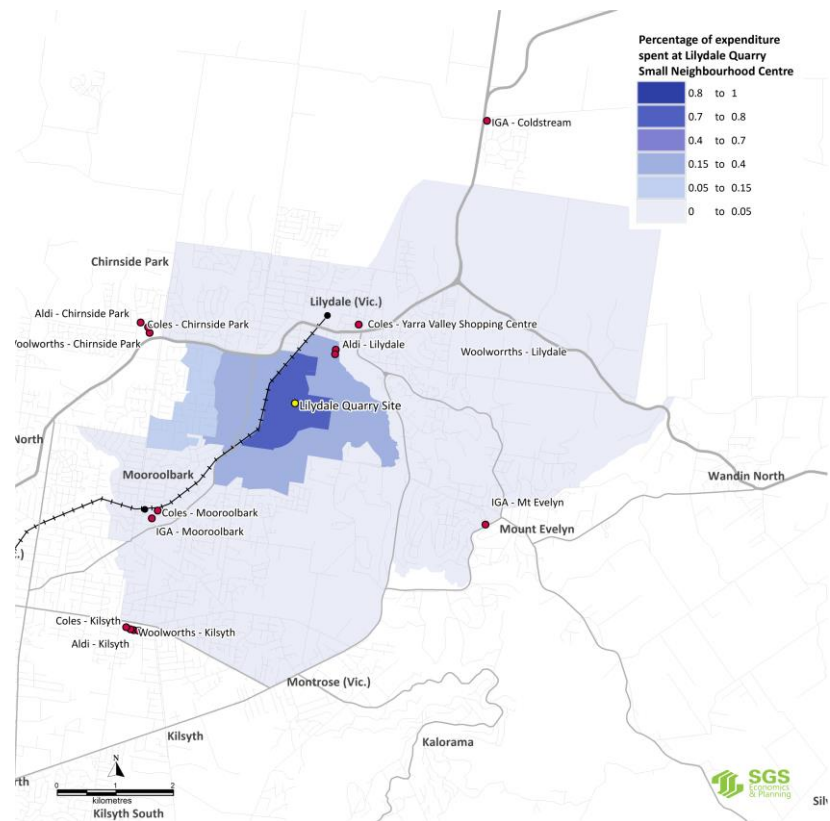 Percentage of expenditure
spent at Lilydale Quarry
Small Neighbourhood Centre
0.8 to 1
0.7 to 0.8
0.4 to 0.7
0.15 to 0.4
0.05 to 0.15
0 to 0.05
IGA - Coldstream
Chirnside Park
Lilydale (Vic.)
Aldi - Chirnside Park
Coles - Chirnside Park
Coles - Yarra Valley Shopping Centre
oolworths - Chirnside Park
Aldi - Lilydale
Woolworrths - Lilydale
Lilydale Quarry Site
North
Mooroolbark
Wandin North
IGA - Mt Evelyn
Coles - Mooroolbark
Mount Evelyn
IGA - Mooroolbark
:.)
Coles - Kilsyth
Woolworths - Kilsyth
Aldi - Kilsyth
Montrose (Vic.)
Kilsyth
Kalorama
N
rth
0 1 2
kilometres
SGS
Economics
& Planning
Kilsyth South
Silv